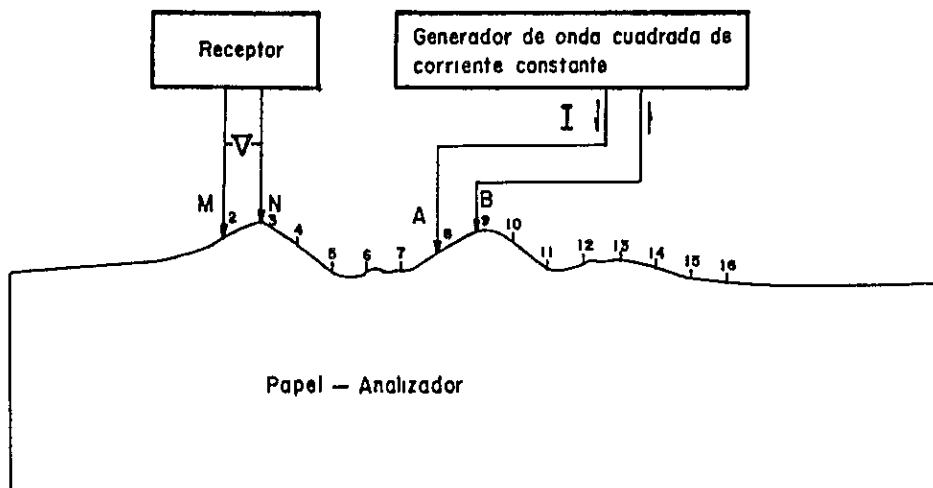 Receptor
Generador de onda cuadrada de
corriente constante
I
V
M
N
A
B
2
3
4
5
6
7
8
9
10
11
12
13
14
15
16
Papel — Analizador